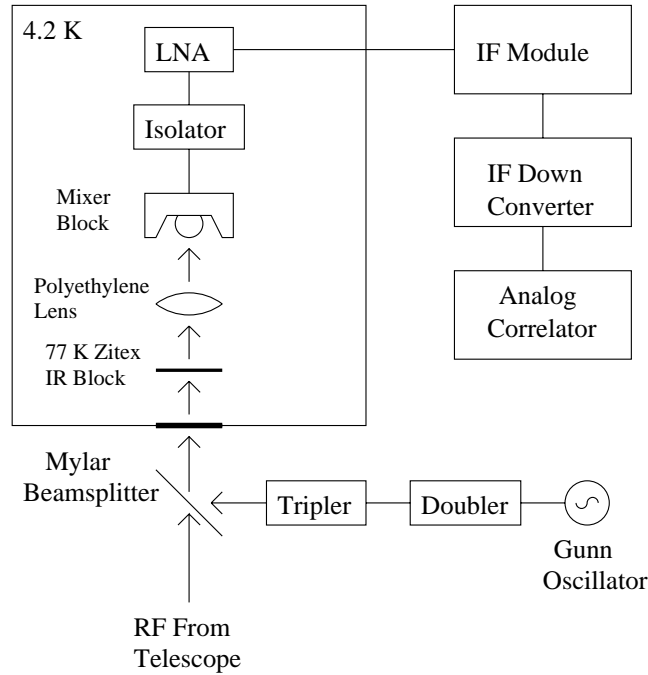 4.2 K
LNA
Isolator
Mixer
Block
Polyethylene
Lens
77 K Zitex
IR Block
Mylar
Beamsplitter
RF From
Telescope
Tripler
Doubler
Gunn
Oscillator
IF Module
IF Down
Converter
Analog
Correlator